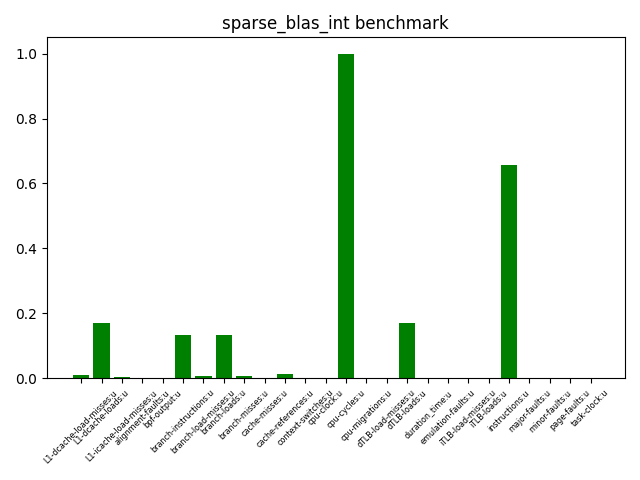 sparse_blas_int benchmark
1.0
0.8
0.6
0.4
0.2
0.0
L1-dcache-load-misses:u
L1-dcache-loads:u
L1-icache-load-misses:u
alignment-faults:u
bpf-output:u
branch-instructions:u
branch-load-misses:u
branch-loads:u
branch-misses:u
cache-misses:u
cache-references:u
context-switches:u
cpu-clock:u
cpu-cycles:u
cpu-migrations:u
dTLB-load-misses:u
dTLB-loads:u
duration_time:u
emulation-faults:u
iTLB-load-misses:u
iTLB-loads:u
instructions:u
major-faults:u
minor-faults:u
page-faults:u
task-clock:u